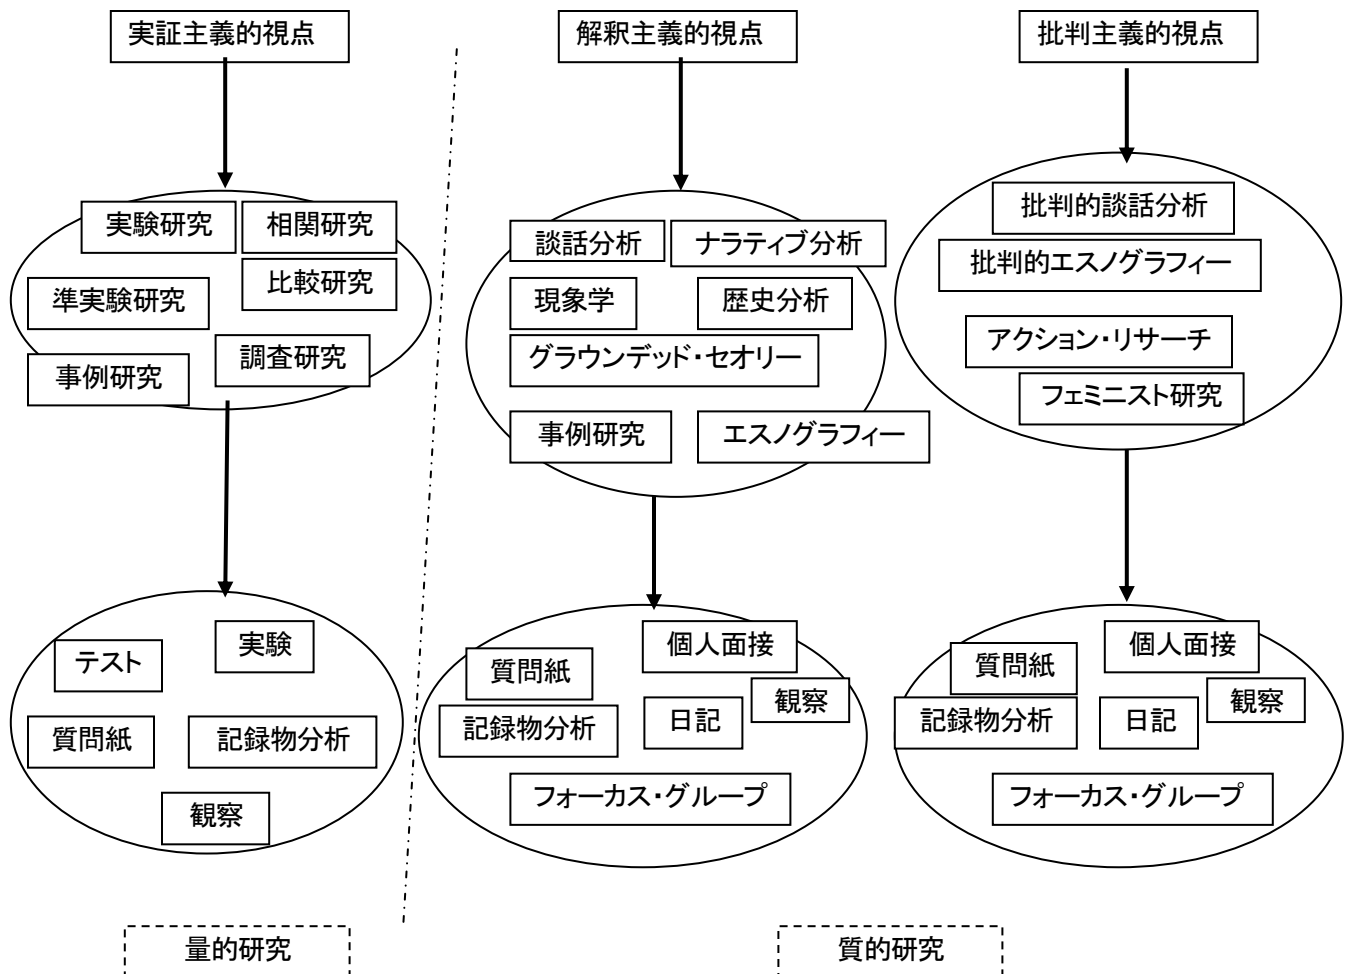 実証主義的視点
解釈主義的視点
批判主義的視点
実験研究
相関研究
比較研究
準実験研究
調査研究
事例研究
談話分析
ナラティブ分析
現象学
歴史分析
グラウンデッド・セオリー
事例研究
エスノグラフィー
批判的談話分析
批判的エスノグラフィー
アクション・リサーチ
フェミニスト研究
テスト
実験
質問紙
記録物分析
観察
個人面接
質問紙
観察
記録物分析
日記
フォーカス・グループ
個人面接
質問紙
観察
記録物分析
日記
フォーカス・グループ
量的研究
質的研究